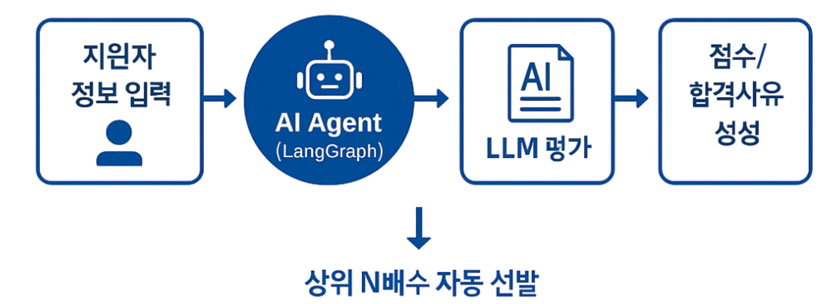 지원자
정보 입력
AI Agent
(LangGraph)
AI
LLM 평가
점수/
합격사유
성성
상위 N배수 자동 선발